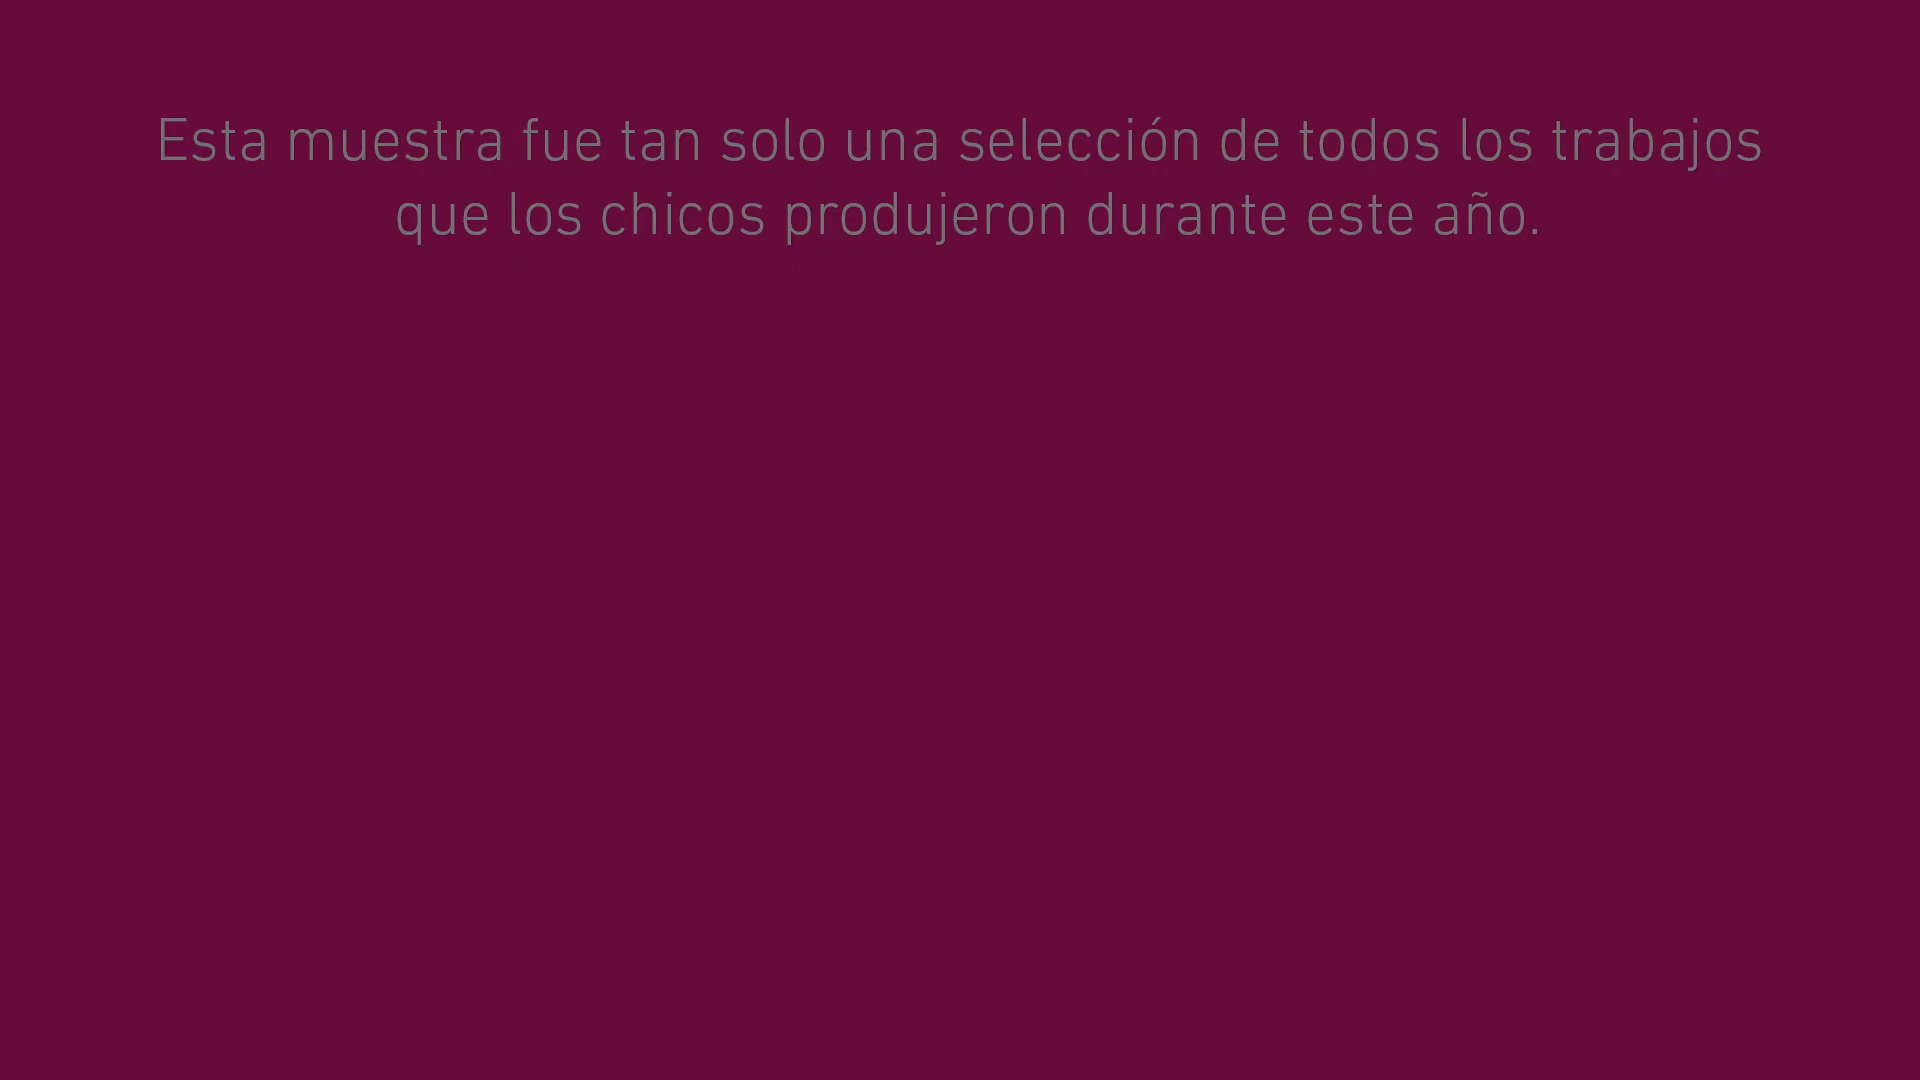 Esta muestra fue tan solo una selección de todos los trabajos
que los chicos produjeron durante este año.